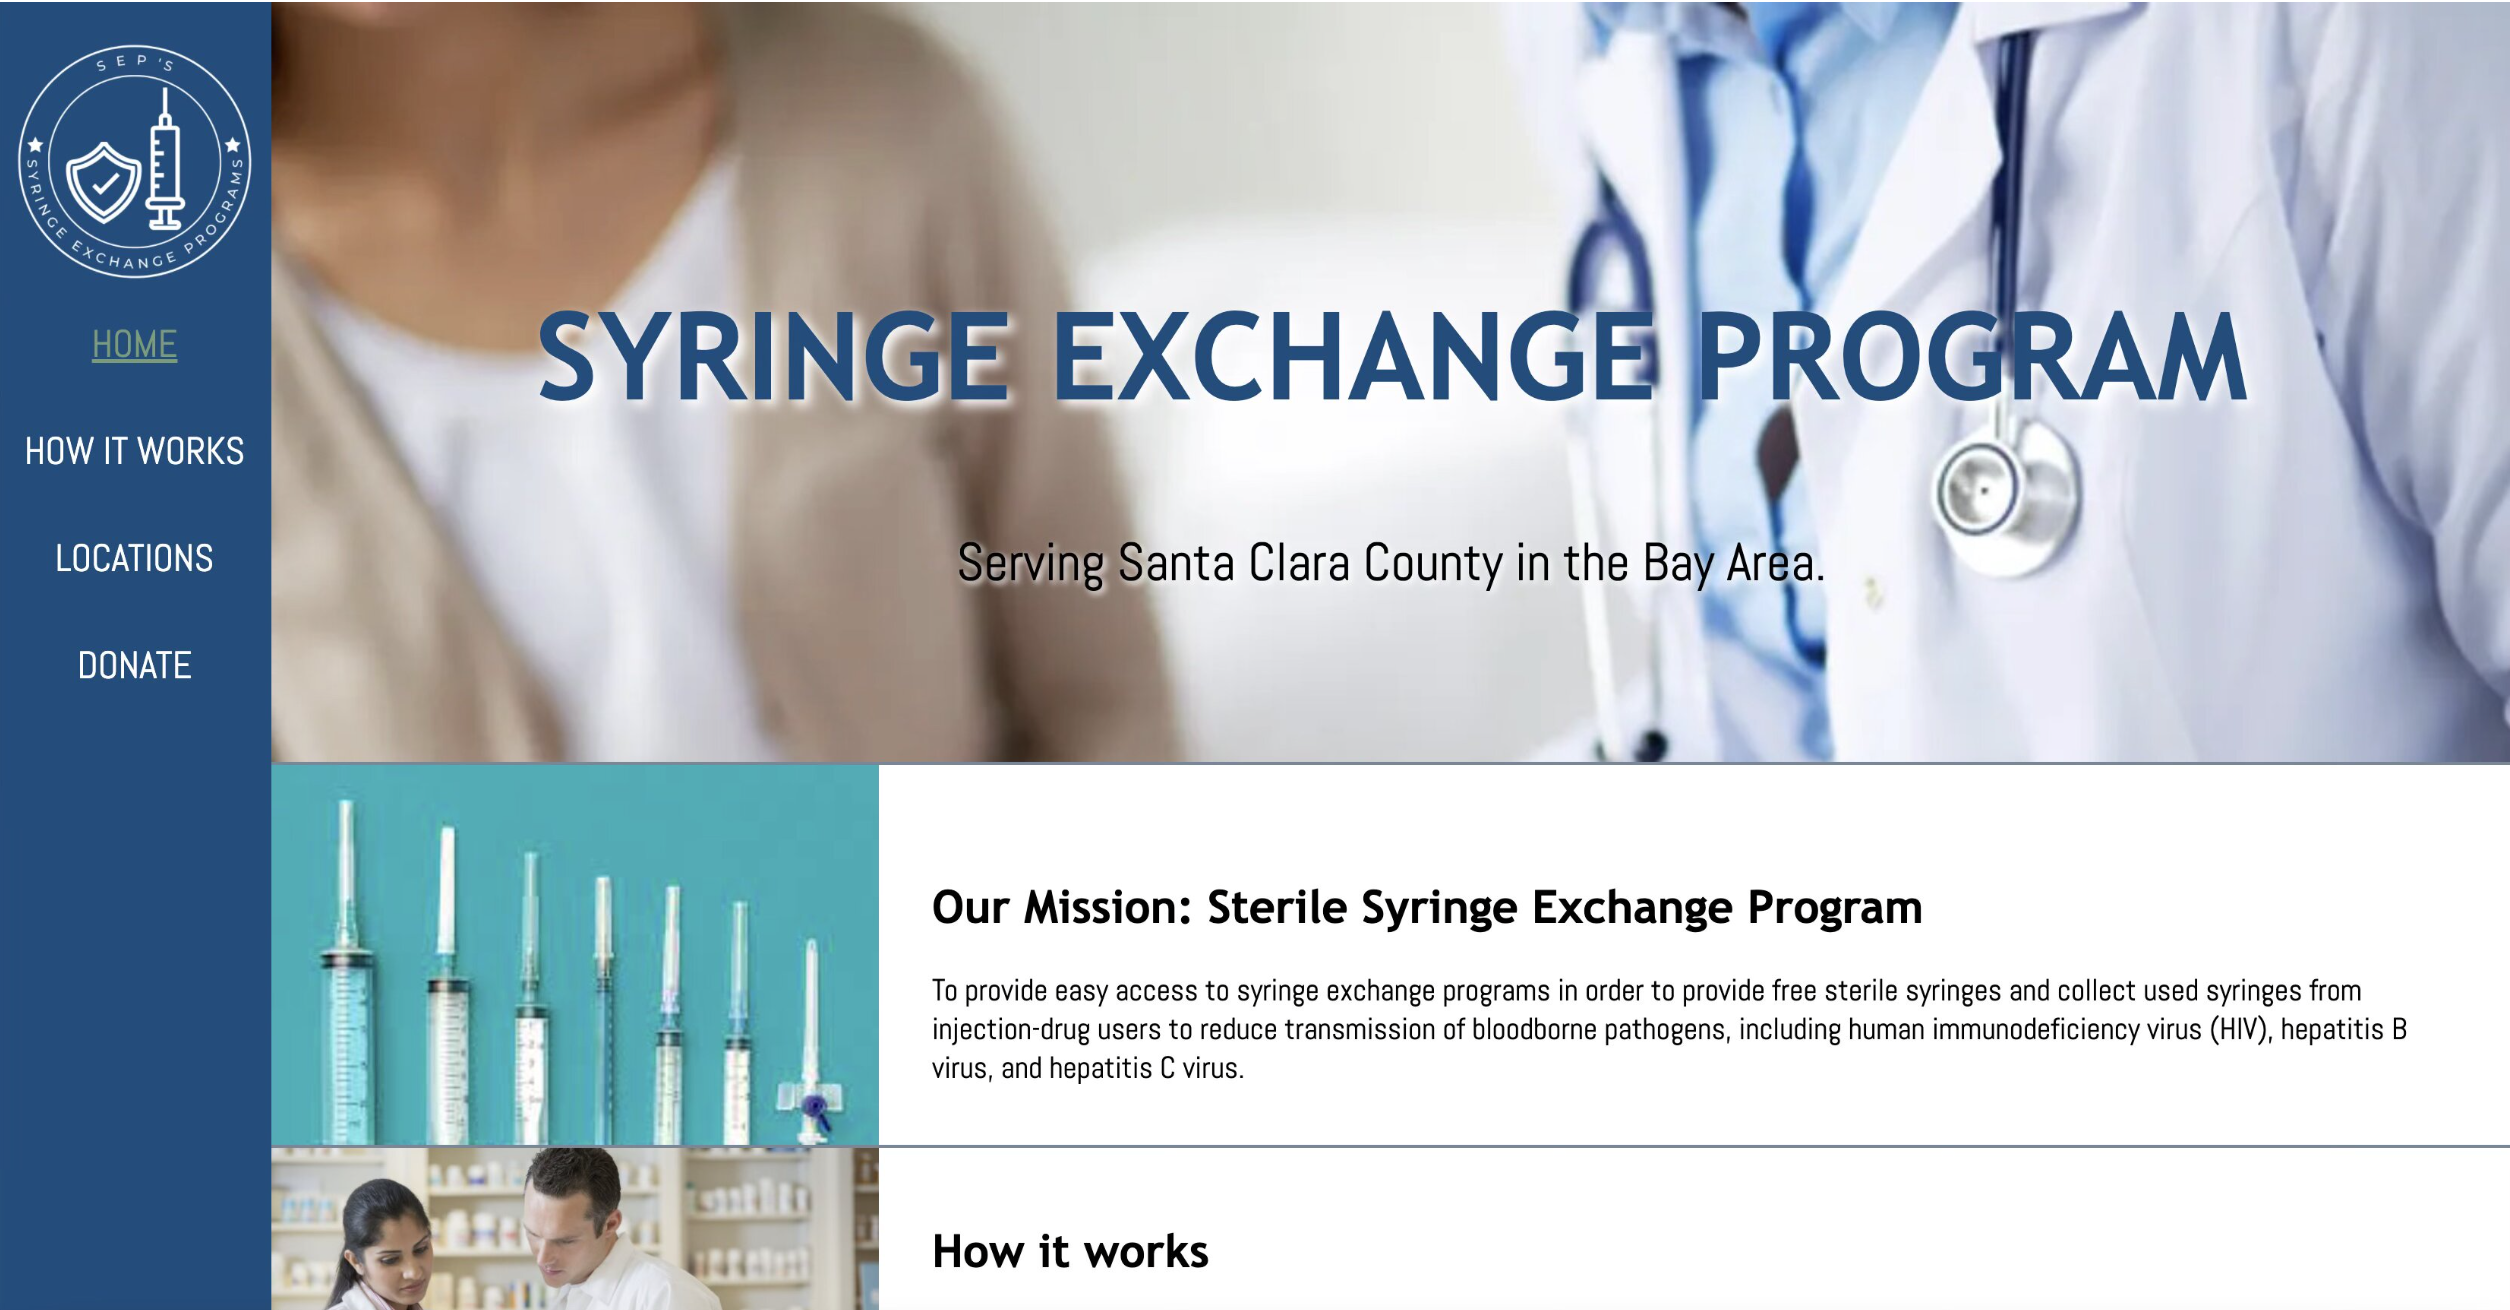 SEP'S
SYRINGE EXCHANGE PROGRAMS
HOME
HOW IT WORKS
LOCATIONS
DONATE
SYRINGE EXCHANGE PROGRAM
Serving Santa Clara County in the Bay Area.
Our Mission: Sterile Syringe Exchange Program
To provide easy access to syringe exchange programs in order to provide free sterile syringes and collect used syringes from
injection-drug users to reduce transmission of bloodborne pathogens, including human immunodeficiency virus (HIV), hepatitis B
virus, and hepatitis C virus.
How it works